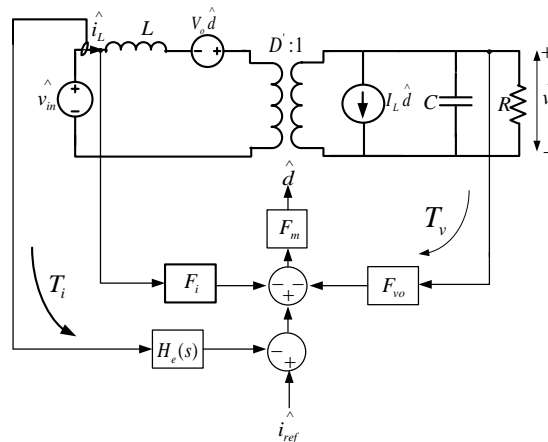 î_L L V_o d̂ D':1
+ − − +
v̂_in I_L d̂ C R + v̂ −
d̂
F_m T_v
T_i F_i − + − F_vo
H_e(s) − +
î_ref